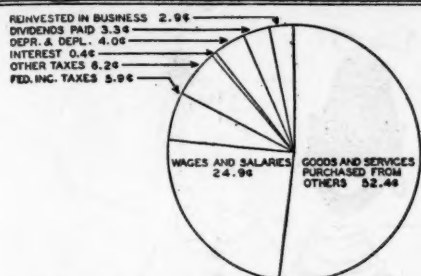 REINVESTED IN BUSINESS 2.9¢
DIVIDENDS PAID 3.3¢
DEPR. & DEPL. 4.0¢
INTEREST 0.4¢
OTHER TAXES 6.2¢
FED. INC. TAXES 5.9¢
WAGES AND SALARIES
24.9¢
GOODS AND SERVICES
PURCHASED FROM
OTHERS 52.4¢